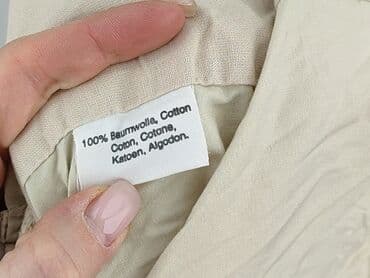 100% Baumwolle, Cotton
Coton, Cotone,
Katoen, Algodon.